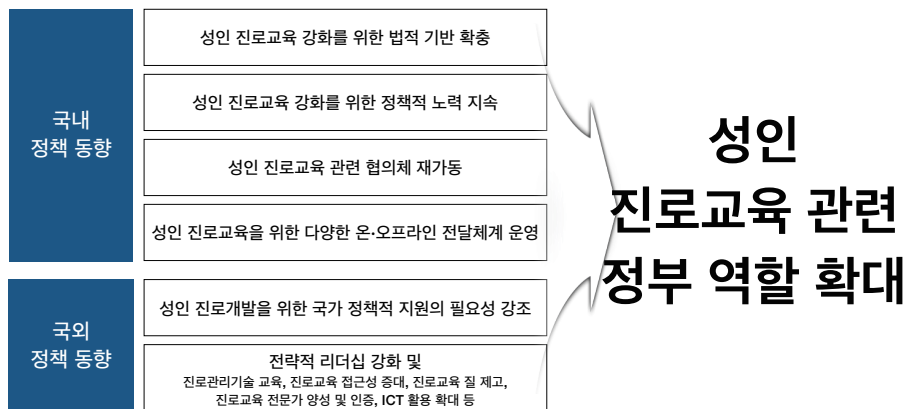 국내
정책 동향
성인 진로교육 강화를 위한 법적 기반 확충
성인 진로교육 강화를 위한 정책적 노력 지속
성인 진로교육 관련 협의체 재가동
성인 진로교육을 위한 다양한 온·오프라인 전달체계 운영
국외
정책 동향
성인 진로개발을 위한 국가 정책적 지원의 필요성 강조
전략적 리더십 강화 및
진로관리기술 교육, 진로교육 접근성 증대, 진로교육 질 제고,
진로교육 전문가 양성 및 인증, ICT 활용 확대 등
성인
진로교육 관련
정부 역할 확대